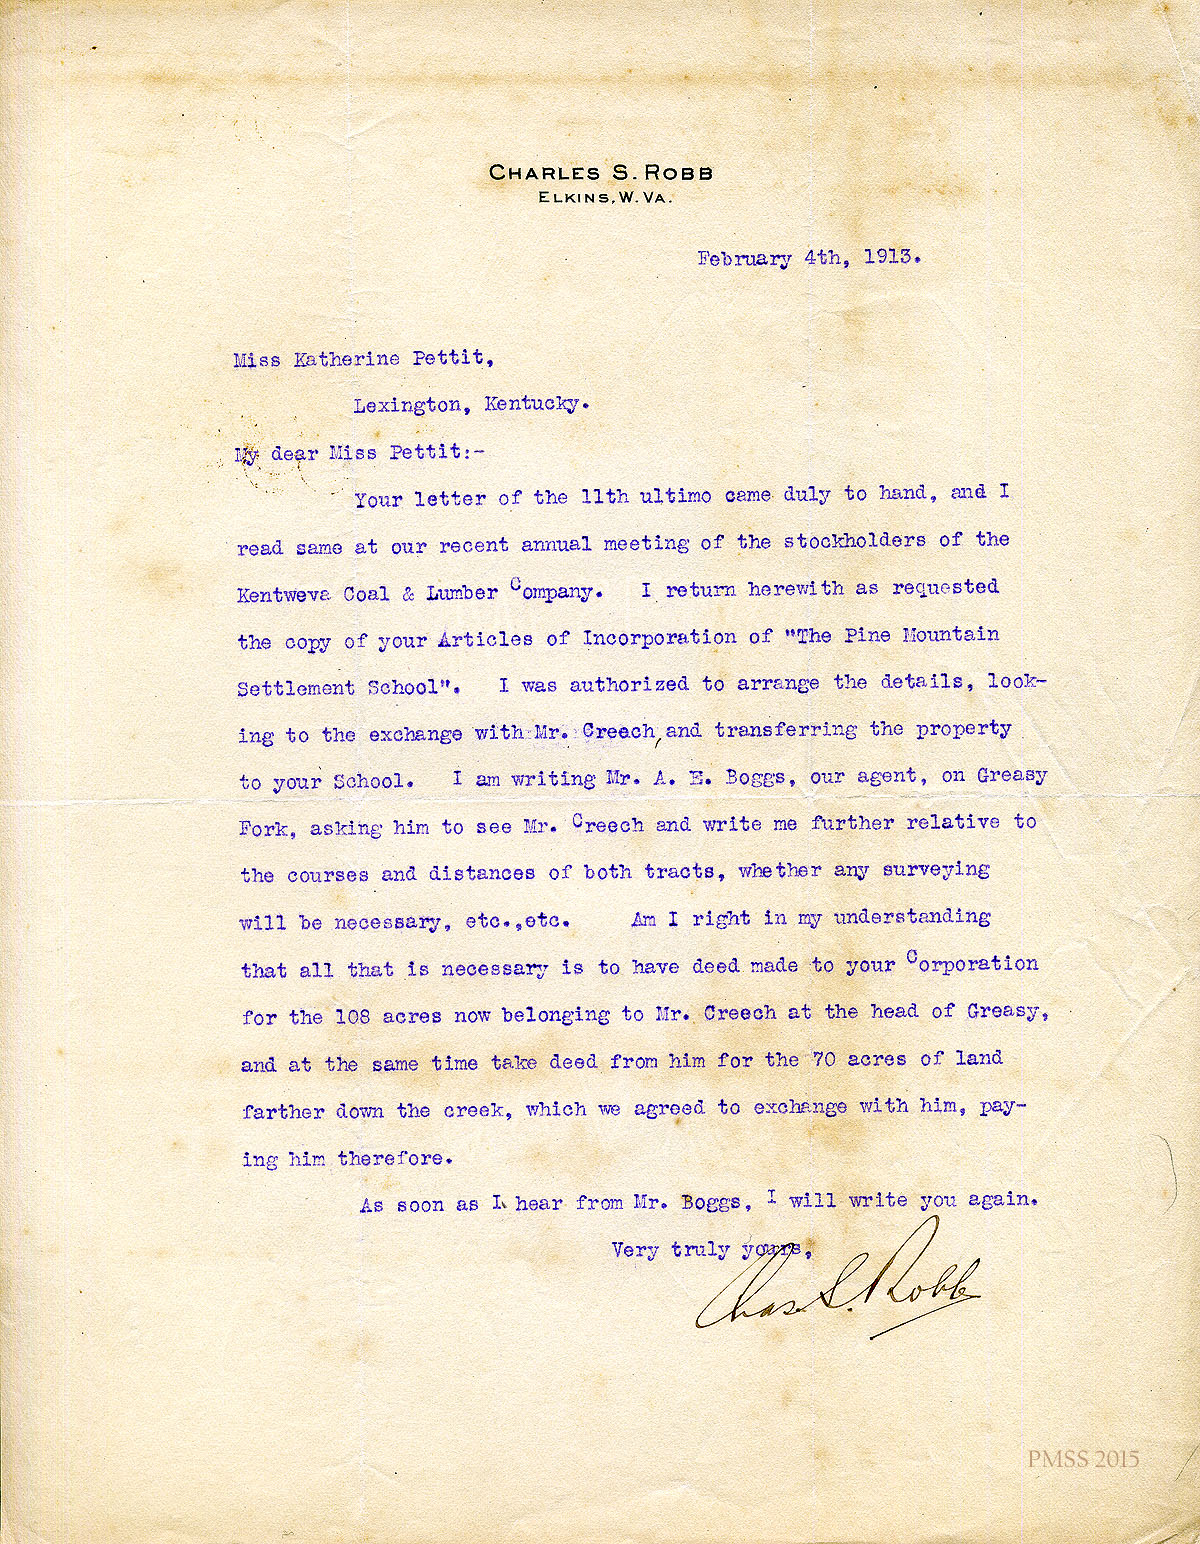 CHARLES S. ROBB
ELKINS, W. VA.
February 4th, 1913.
Miss Katherine Pettit,
Lexington, Kentucky.
My dear Miss Pettit:-
Your letter of the 11th ultimo came duly to hand, and I
read same at our recent annual meeting of the stockholders of the
Kentweva Coal & Lumber Company. I return herewith as requested
the copy of your Articles of Incorporation of "The Pine Mountain
Settlement School". I was authorized to arrange the details, look-
ing to the exchange with Mr. Creech, and transferring the property
to your School. I am writing Mr. A. E. Boggs, our agent, on Greasy
Fork, asking him to see Mr. Creech and write me further relative to
the courses and distances of both tracts, whether any surveying
will be necessary, etc.,etc. Am I right in my understanding
that all that is necessary is to have deed made to your Corporation
for the 108 acres now belonging to Mr. Creech at the head of Greasy,
and at the same time take deed from him for the 70 acres of land
farther down the creek, which we agreed to exchange with him, pay-
ing him therefore.
As soon as I hear from Mr. Boggs, I will write you again.
Very truly yours,
Chas. S. Robb
PMSS 2015